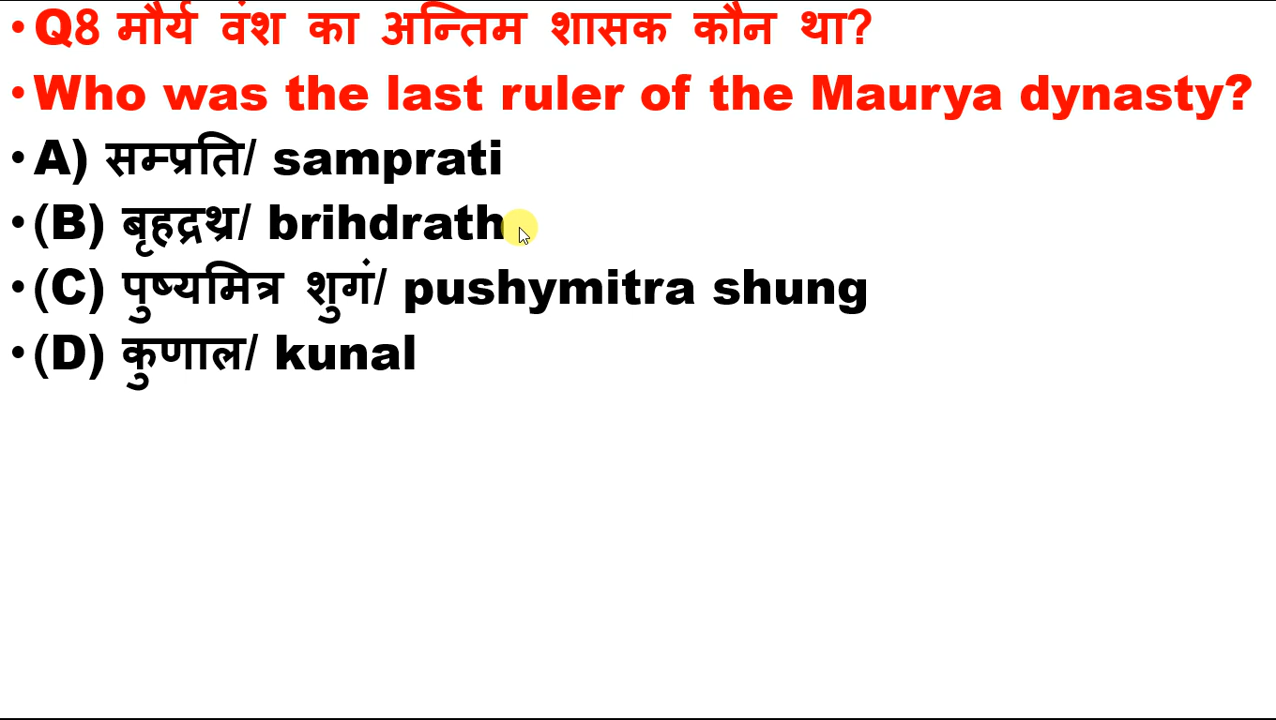 • Q8 मौर्य वंश का अन्तिम शासक कौन था?
• Who was the last ruler of the Maurya dynasty?
• A) सम्प्रति/ samprati
• (B) बृहद्रथ्र/ brihdrath
• (C) पुष्यमित्र शुगं/ pushymitra shung
• (D) कुणाल/ kunal